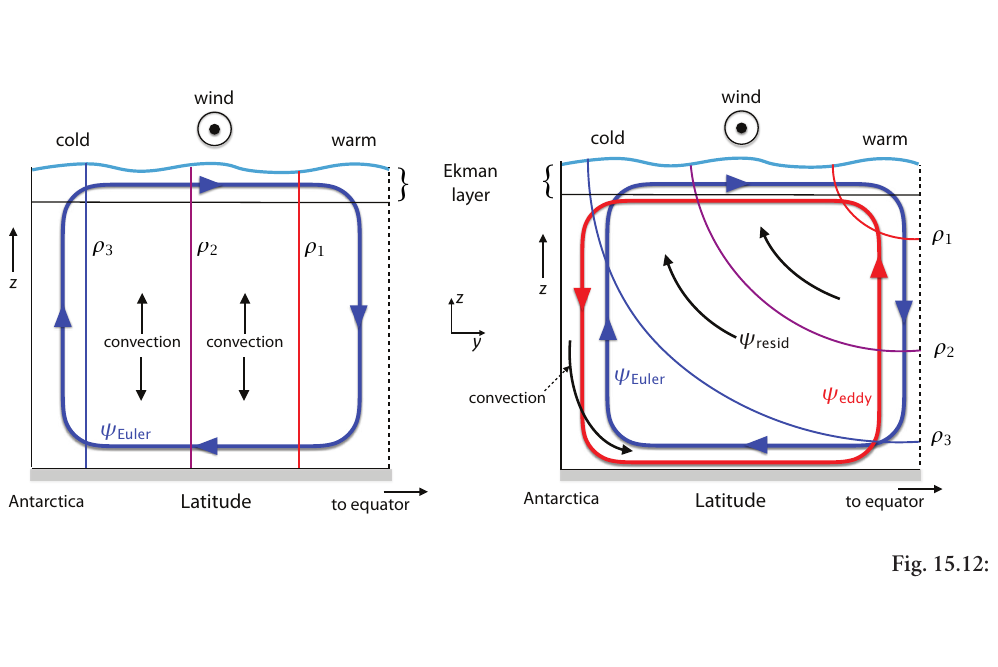 wind
cold
warm
Ekman
layer
ρ3
ρ2
ρ1
z
convection
convection
ψEuler
Antarctica
Latitude
to equator
z
y
wind
cold
warm
ρ1
z
ψresid
ρ2
ψEuler
ψeddy
convection
ρ3
Antarctica
Latitude
to equator
Fig. 15.12: